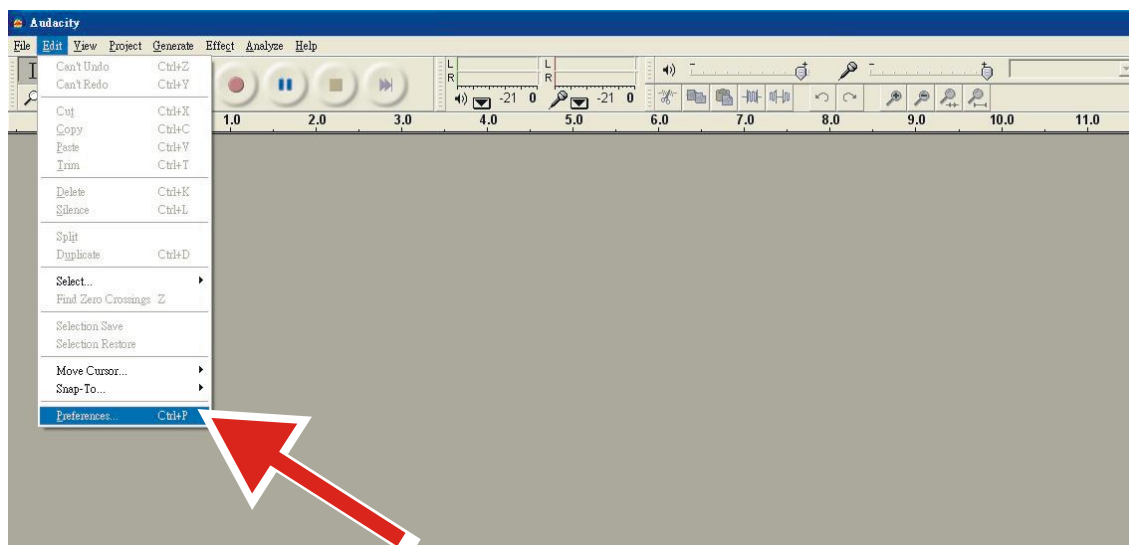 Audacity
File Edit View Project Generate Effect Analyze Help
Can't Undo Ctrl+Z
Can't Redo Ctrl+Y
Cut Ctrl+X
Copy Ctrl+C
Paste Ctrl+V
Trim Ctrl+T
Delete Ctrl+K
Silence Ctrl+L
Split
Duplicate Ctrl+D
Select...
Find Zero Crossings Z
Selection Save
Selection Restore
Move Cursor...
Snap-To...
Preferences... Ctrl+P
L L
R R
-21 0 -21 0
1.0 2.0 3.0 4.0 5.0 6.0 7.0 8.0 9.0 10.0 11.0